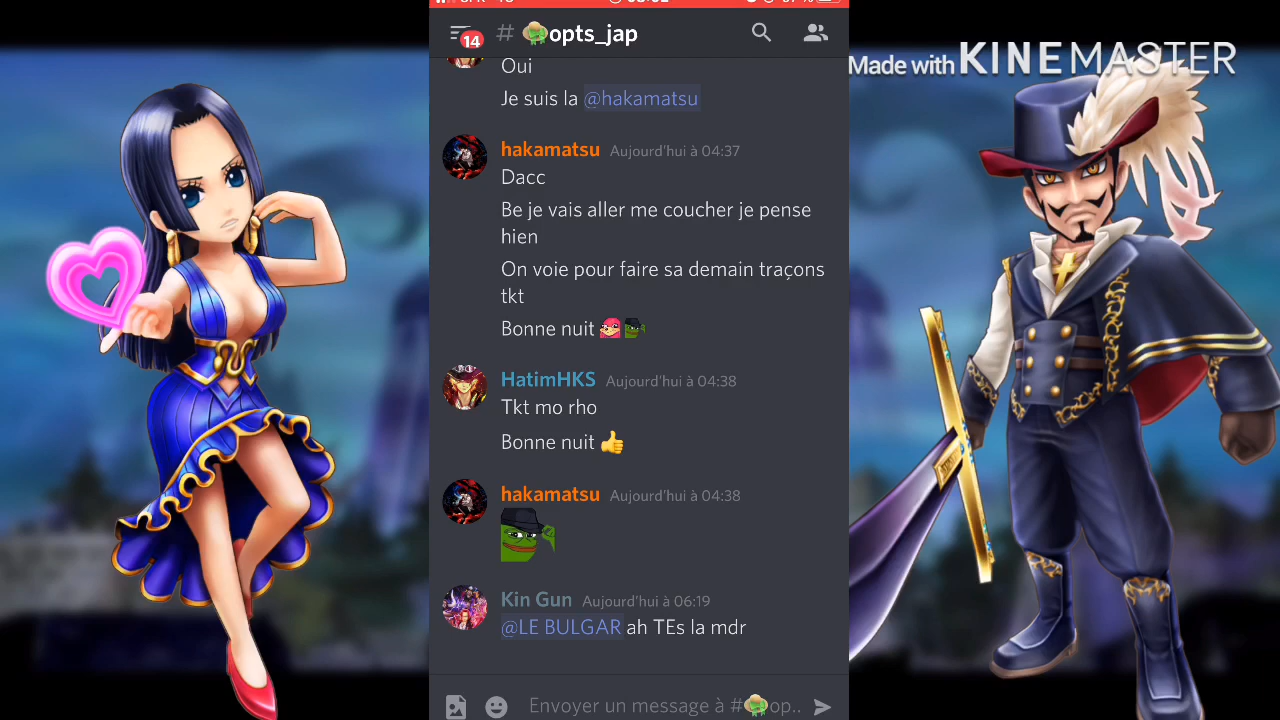 14
# opts_jap
Made with KINEMASTER
Oui
Je suis la @hakamatsu
hakamatsu Aujourd'hui à 04:37
Dacc
Be je vais aller me coucher je pense
hien
On voie pour faire sa demain traçons
tkt
Bonne nuit
HatimHKS Aujourd'hui à 04:38
Tkt mo rho
Bonne nuit 👍
hakamatsu Aujourd'hui à 04:38
Kin Gun Aujourd'hui à 06:19
@LE BULGAR ah TEs la mdr
Envoyer un message à # op..